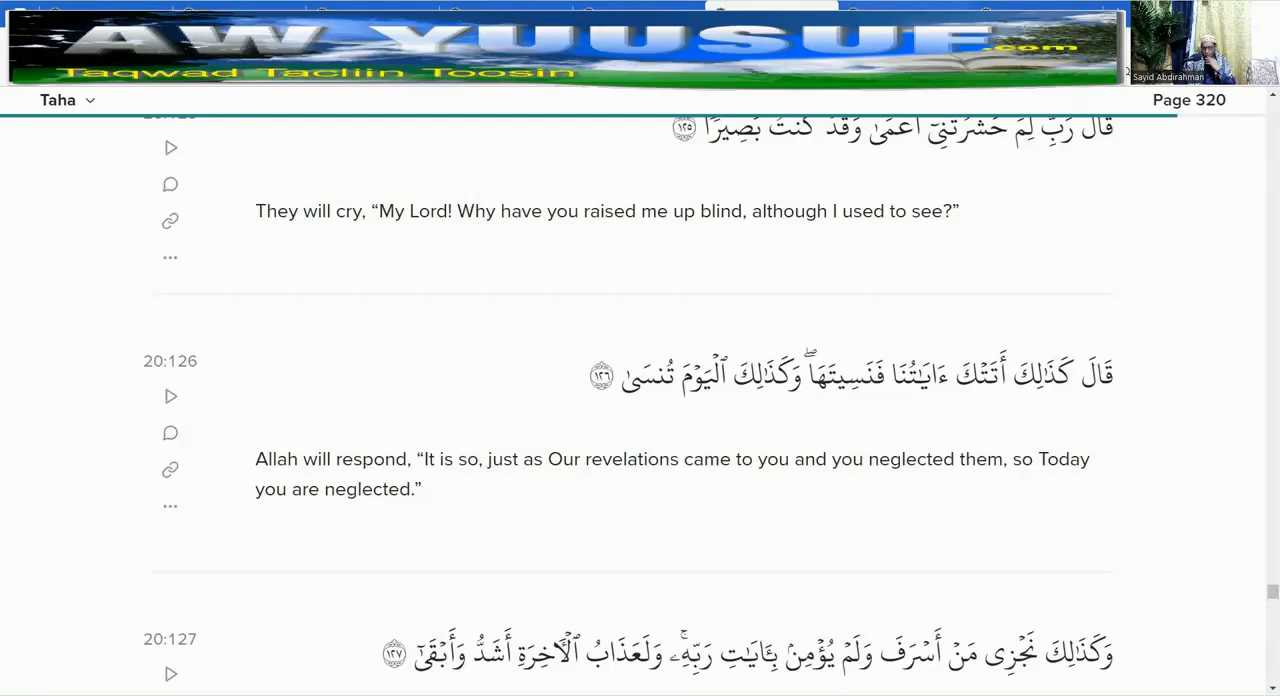 AW YUUSUF.com
Taqwad Tacliin Toosin
Sayid Abdirahman
Taha
Page 320
قَالَ رَبِّ لِمَ حَشَرْتَنِىٓ أَعْمَىٰ وَقَدْ كُنتُ بَصِيرًا ١٢٥
They will cry, “My Lord! Why have you raised me up blind, although I used to see?”
20:126
قَالَ كَذَٰلِكَ أَتَتْكَ ءَايَـٰتُنَا فَنَسِيتَهَا ۖ وَكَذَٰلِكَ ٱلْيَوْمَ تُنسَىٰ ١٢٦
Allah will respond, “It is so, just as Our revelations came to you and you neglected them, so Today
you are neglected.”
20:127
وَكَذَٰلِكَ نَجْزِى مَنْ أَسْرَفَ وَلَمْ يُؤْمِنۢ بِـَٔايَـٰتِ رَبِّهِۦ ۚ وَلَعَذَابُ ٱلْـَٔاخِرَةِ أَشَدُّ وَأَبْقَىٰٓ ١٢٧